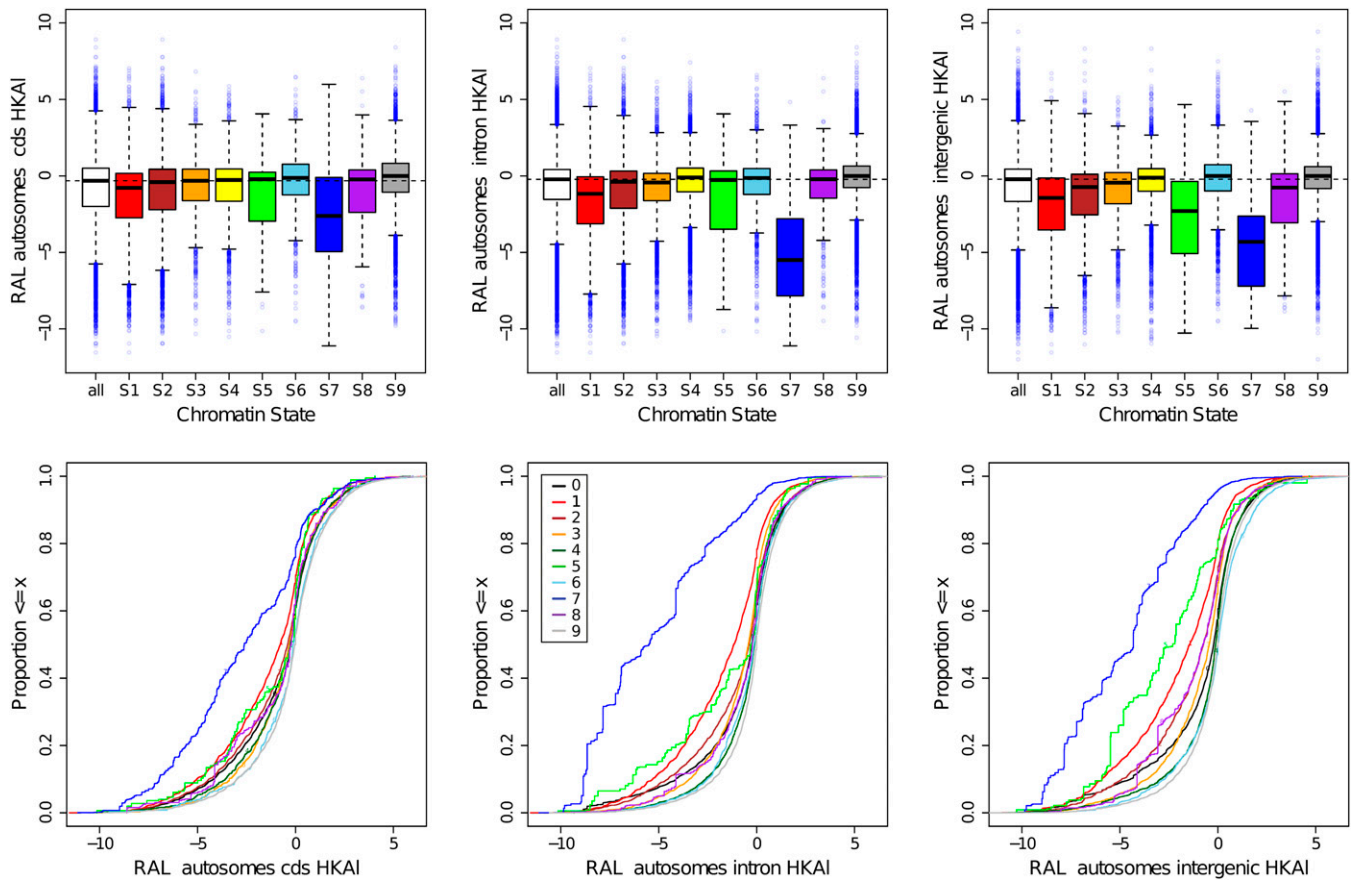 RAL autosomes cds HKAl
10
5
0
−5
−10
all S1 S2 S3 S4 S5 S6 S7 S8 S9
Chromatin State
RAL autosomes intron HKAl
10
5
0
−5
−10
all S1 S2 S3 S4 S5 S6 S7 S8 S9
Chromatin State
RAL autosomes intergenic HKAl
10
5
0
−5
−10
all S1 S2 S3 S4 S5 S6 S7 S8 S9
Chromatin State
Proportion <=x
1.0
0.8
0.6
0.4
0.2
0.0
−10 −5 0 5
RAL autosomes cds HKAl
Proportion <=x
1.0
0.8
0.6
0.4
0.2
0.0
0
1
2
3
4
5
6
7
8
9
−10 −5 0 5
RAL autosomes intron HKAl
Proportion <=x
1.0
0.8
0.6
0.4
0.2
0.0
−10 −5 0 5
RAL autosomes intergenic HKAl